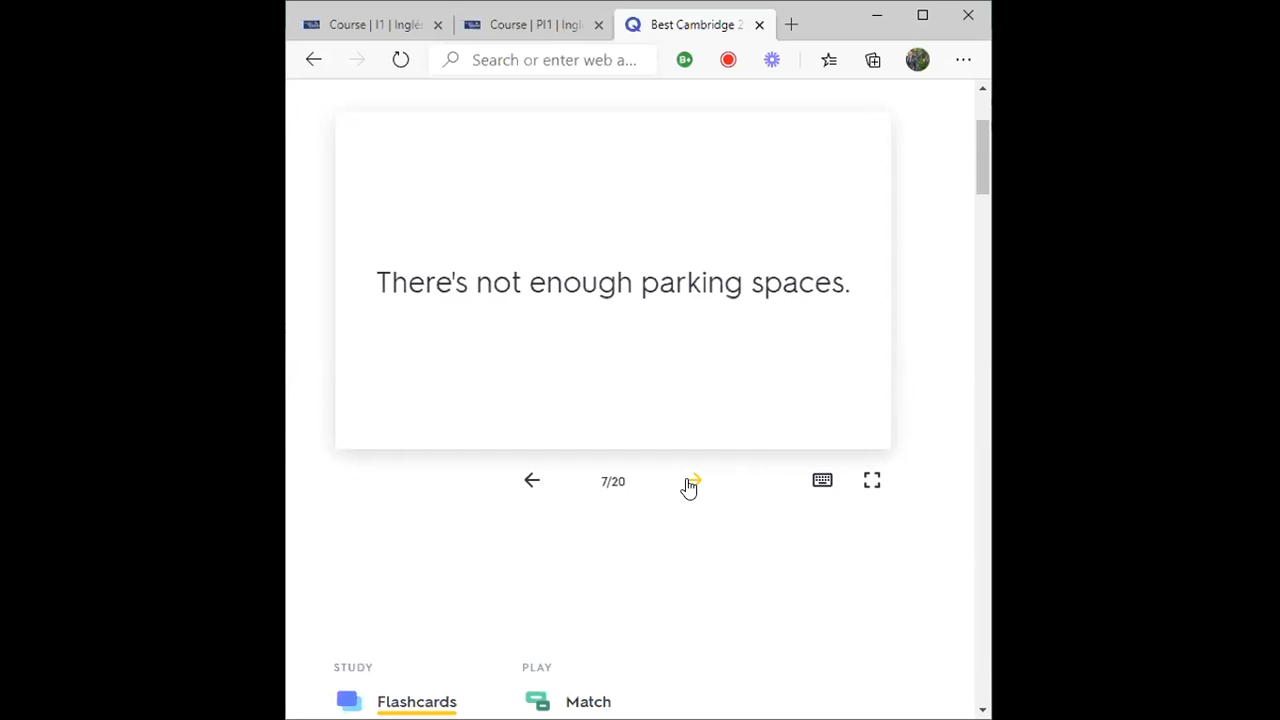 Course | I1 | Inglés
Course | PI1 | Ingl
Best Cambridge 2
Search or enter web a...
B+
There's not enough parking spaces.
7/20
STUDY
PLAY
Flashcards
Match